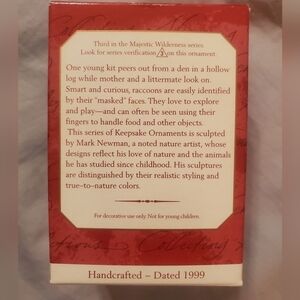 Third in the Majestic Wilderness series.
Look for series verification 3 on this ornament.
One young kit peers out from a den in a hollow
log while mother and a littermate look on.
Smart and curious, raccoons are easily identified
by their "masked" faces. They love to explore
and play—and can often be seen using their
fingers to handle food and other objects.
This series of Keepsake Ornaments is sculpted
by Mark Newman, a noted nature artist, whose
designs reflect his love of nature and the animals
he has studied since childhood. His sculptures
are distinguished by their realistic styling and
true-to-nature colors.
For decorative use only. Not for young children.
Handcrafted – Dated 1999